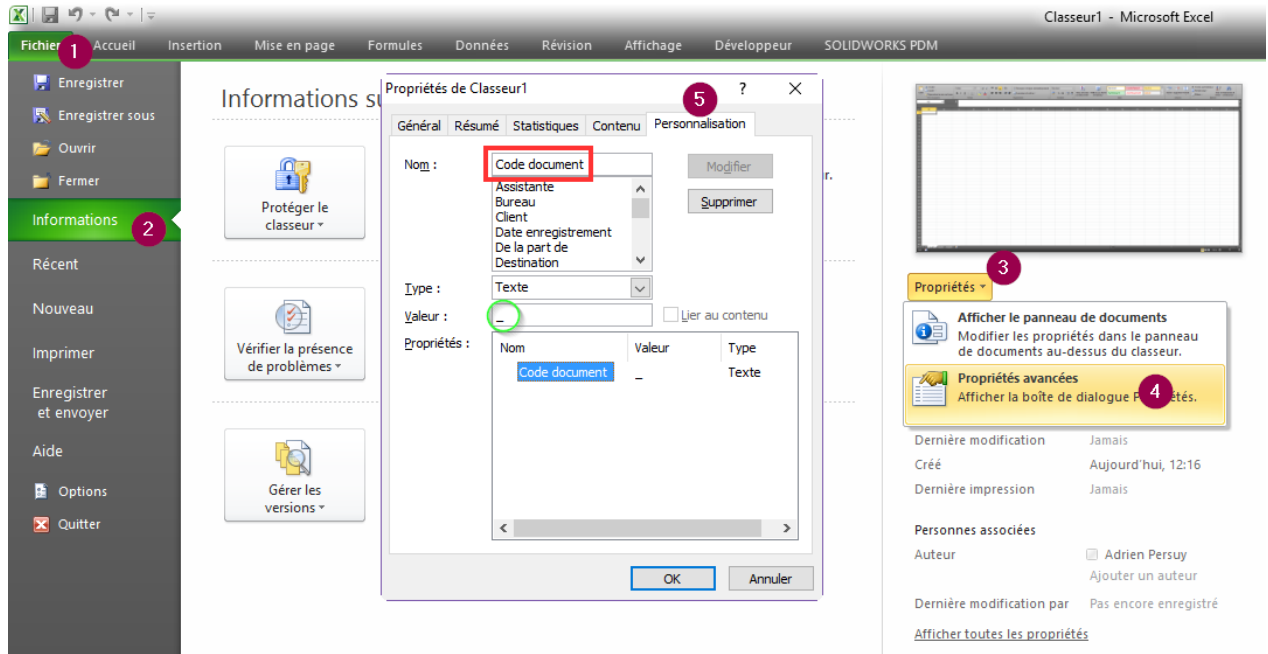 Classeur1 - Microsoft Excel
Fichier
1
Accueil
Insertion
Mise en page
Formules
Données
Révision
Affichage
Développeur
SOLIDWORKS PDM
Enregistrer
Enregistrer sous
Ouvrir
Fermer
Informations
2
Récent
Nouveau
Imprimer
Enregistrer
et envoyer
Aide
Options
Quitter
Informations su
Protéger le
classeur
Vérifier la présence
de problèmes
Gérer les
versions
r.
Propriétés de Classeur1
5
?
Général
Résumé
Statistiques
Contenu
Personnalisation
Nom :
Code document
Modifier
Assistante
Bureau
Client
Date enregistrement
De la part de
Destination
Supprimer
Type :
Texte
Valeur :
_
Lier au contenu
Propriétés :
Nom Valeur Type
Code document _ Texte
OK
Annuler
3
Propriétés
Afficher le panneau de documents
Modifier les propriétés dans le panneau
de documents au-dessus du classeur.
Propriétés avancées
4
Afficher la boîte de dialogue P étés.
Dernière modification Jamais
Créé Aujourd'hui, 12:16
Dernière impression Jamais
Personnes associées
Auteur Adrien Persuy
Ajouter un auteur
Dernière modification par Pas encore enregistré
Afficher toutes les propriétés